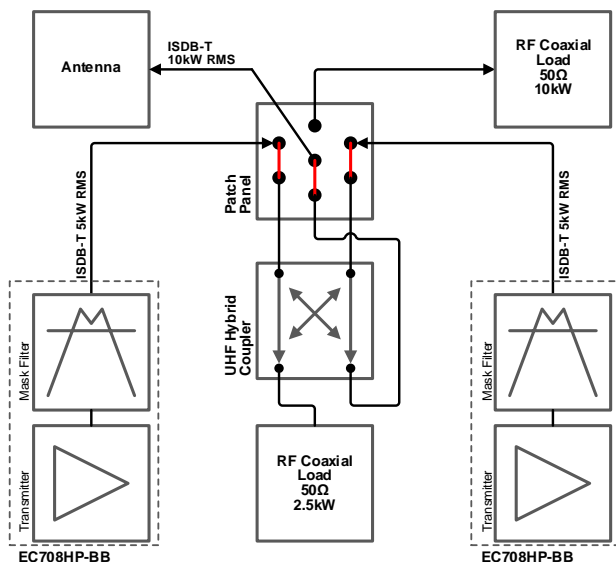 Antenna
ISDB-T
10kW RMS
RF Coaxial
Load
50Ω
10kW
Patch
Panel
ISDB-T 5kW RMS
ISDB-T 5kW RMS
UHF Hybrid
Coupler
Mask Filter
Mask Filter
Transmitter
RF Coaxial
Load
50Ω
2.5kW
Transmitter
EC708HP-BB
EC708HP-BB